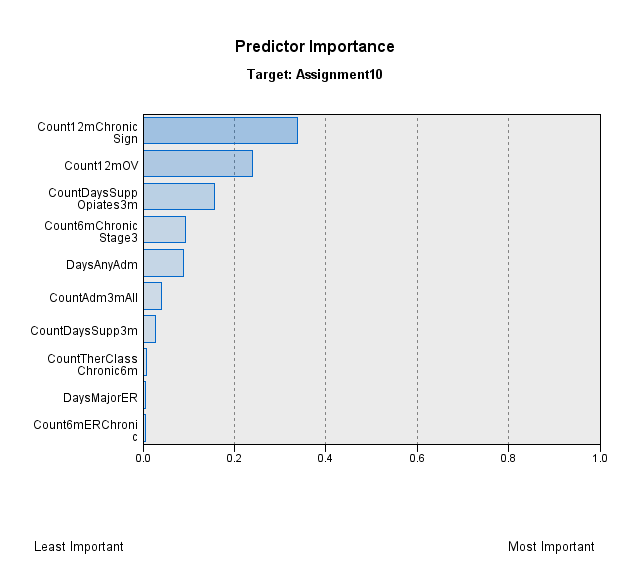 Predictor Importance
Target: Assignment10
Count12mChronic
Sign
Count12mOV
CountDaysSupp
Opiates3m
Count6mChronic
Stage3
DaysAnyAdm
CountAdm3mAll
CountDaysSupp3m
CountTherClass
Chronic6m
DaysMajorER
Count6mERChroni
c
0.0 0.2 0.4 0.6 0.8 1.0
Least Important Most Important